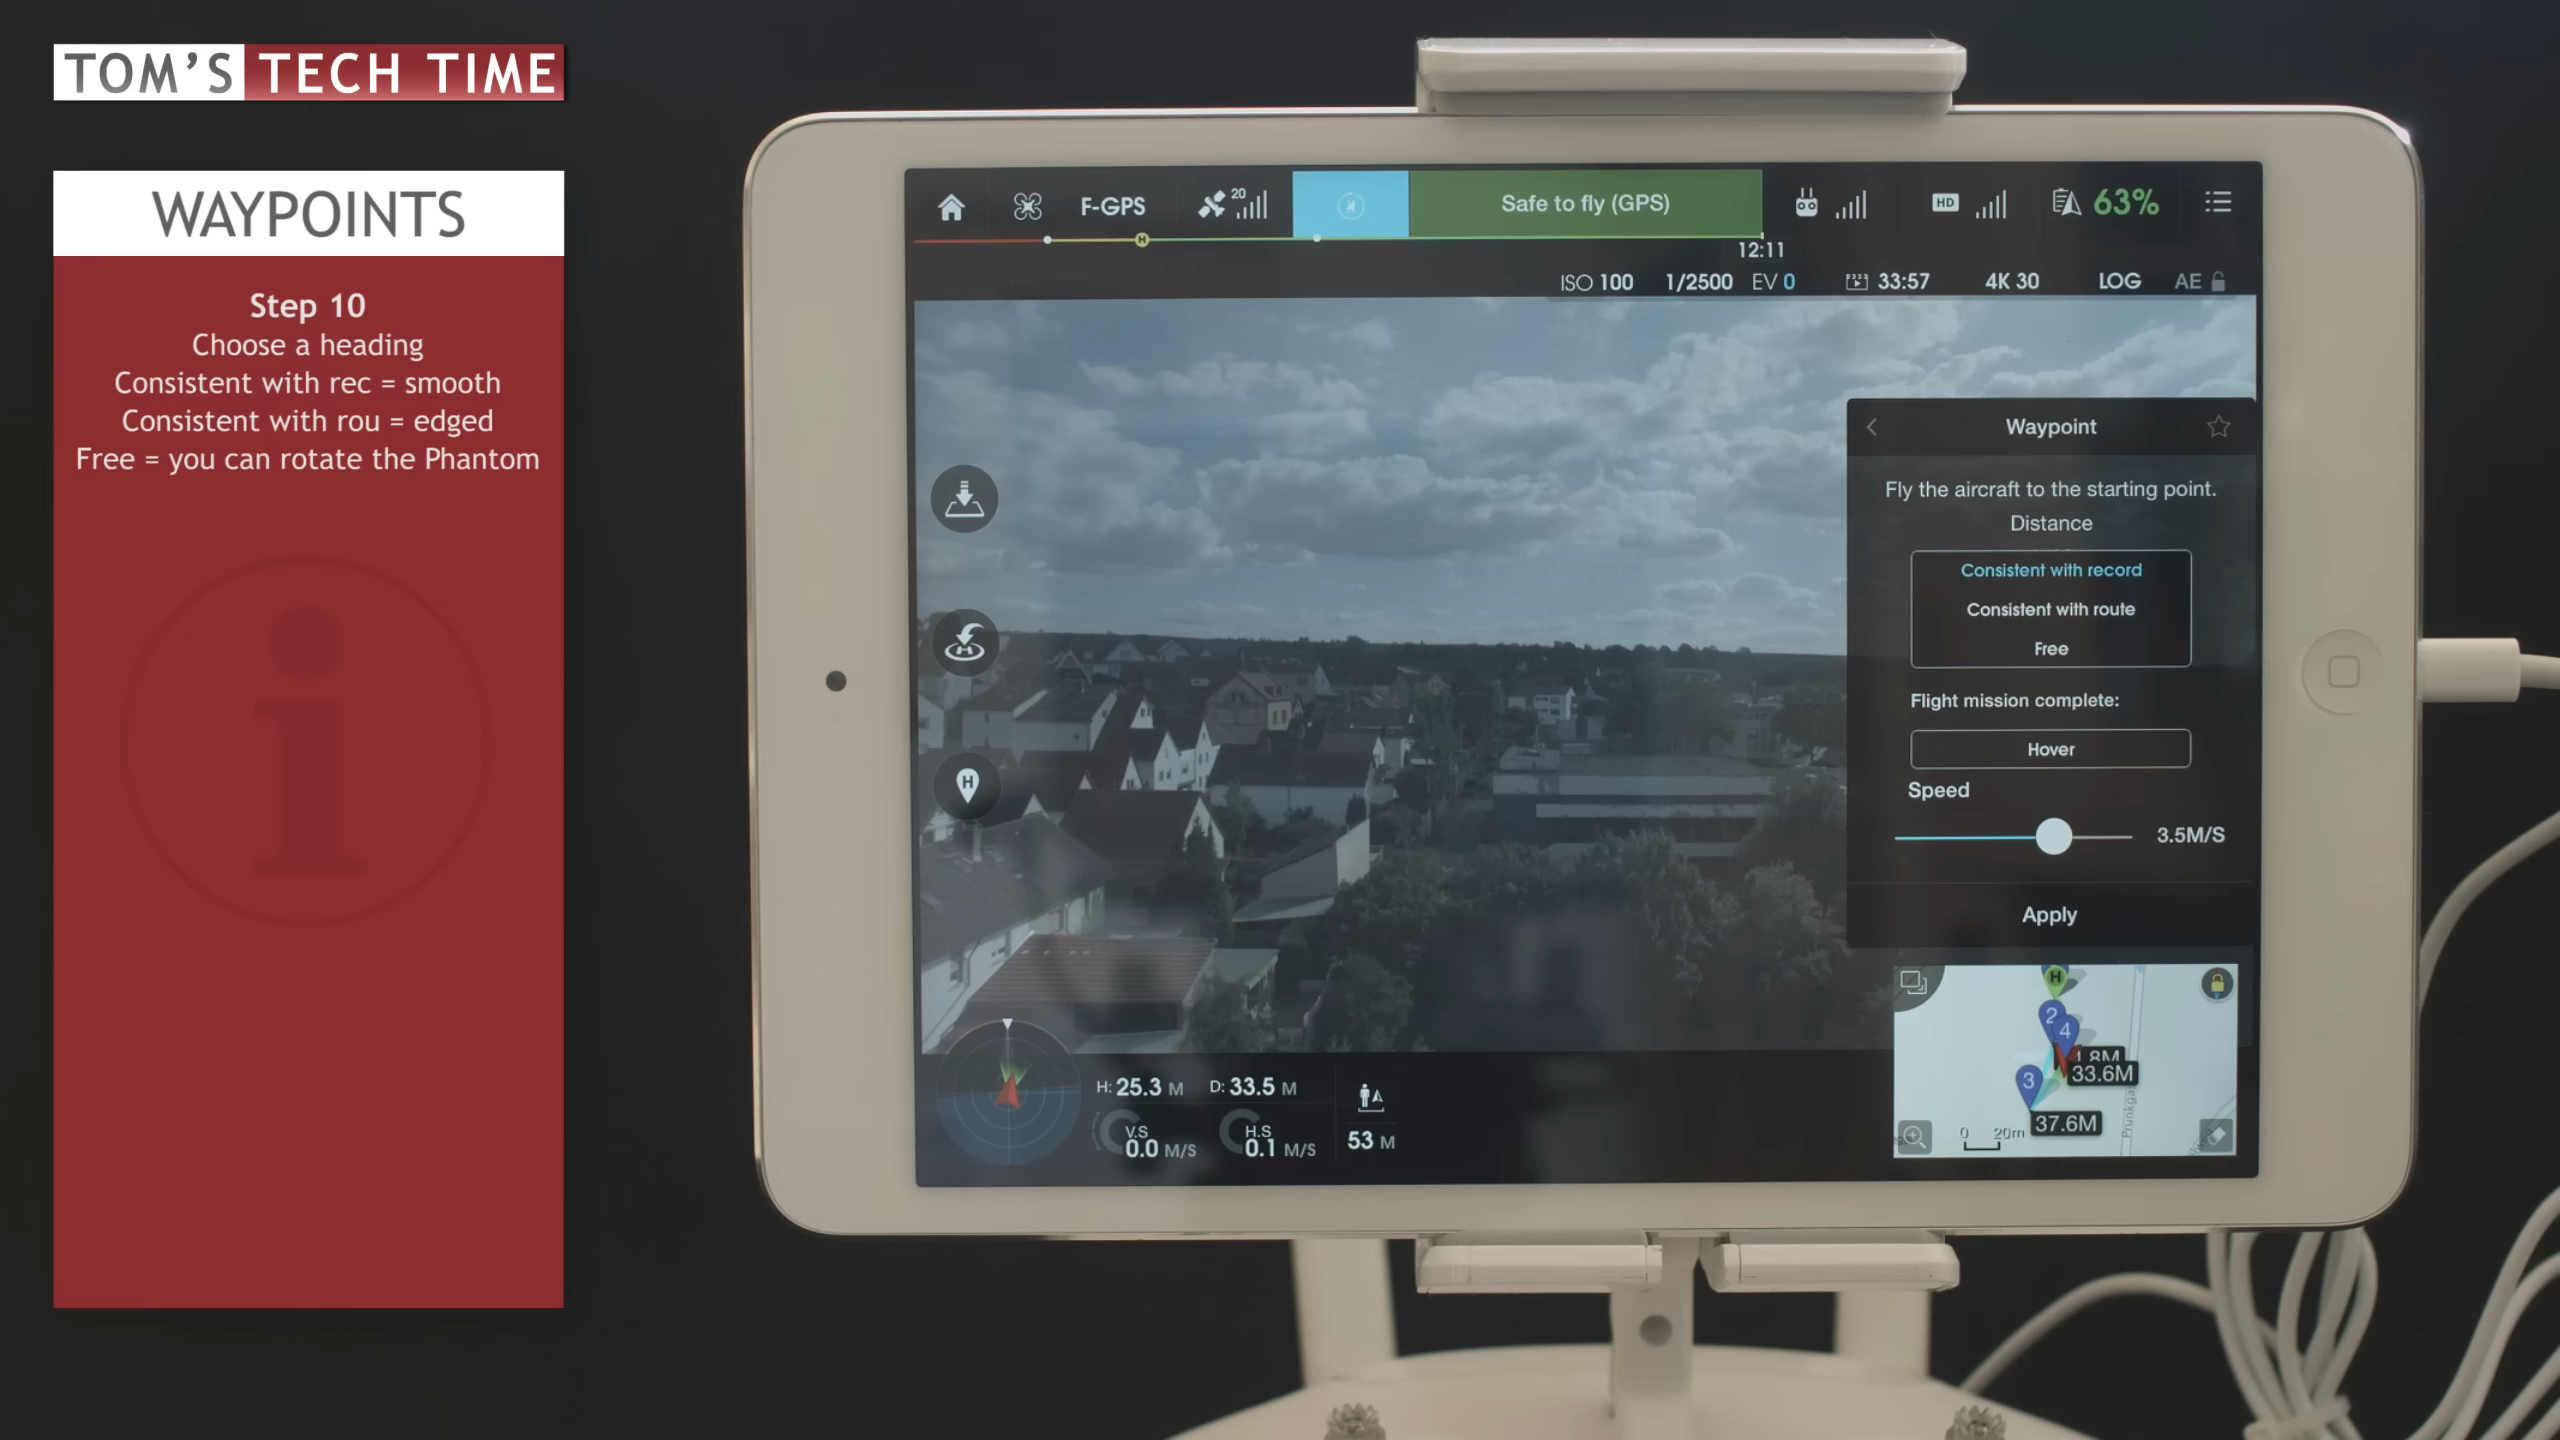 TOM'S TECH TIME
WAYPOINTS
Step 10
Choose a heading
Consistent with rec = smooth
Consistent with rou = edged
Free = you can rotate the Phantom
F-GPS
20
Safe to fly (GPS)
HD
63%
H
12:11
ISO 100
1/2500
EV 0
33:57
4K 30
LOG
AE
Waypoint
Fly the aircraft to the starting point.
Distance
Consistent with record
Consistent with route
Free
Flight mission complete:
Hover
Speed
3.5M/S
Apply
H
H
H: 25.3 M
D: 33.5 M
V.S
0.0 M/S
H.S
0.1 M/S
53 M
H
2
4
1.8M
33.6M
3
37.6M
0 20m